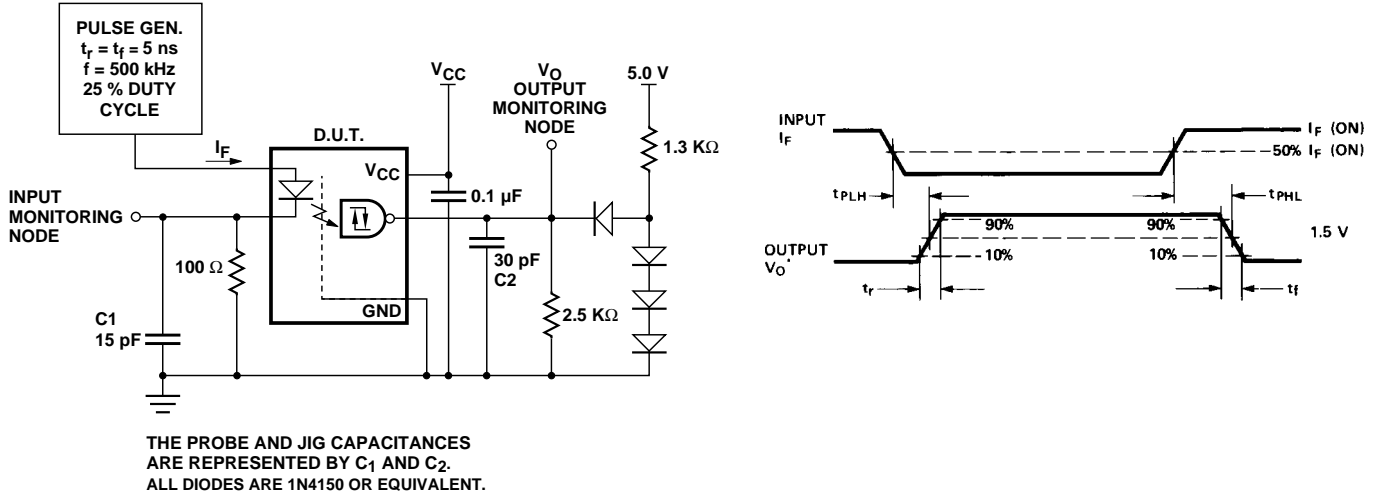 PULSE GEN.
tr = tf = 5 ns
f = 500 kHz
25 % DUTY
CYCLE
IF
D.U.T.
VCC
VCC
0.1 µF
VO
OUTPUT
MONITORING
NODE
5.0 V
1.3 KΩ
INPUT
MONITORING
NODE
100 Ω
C1
15 pF
GND
30 pF
C2
2.5 KΩ
THE PROBE AND JIG CAPACITANCES
ARE REPRESENTED BY C1 AND C2.
ALL DIODES ARE 1N4150 OR EQUIVALENT.
INPUT
IF
IF (ON)
50% IF (ON)
tPLH
tPHL
90%
90%
1.5 V
OUTPUT
VO
10%
10%
tr
tf